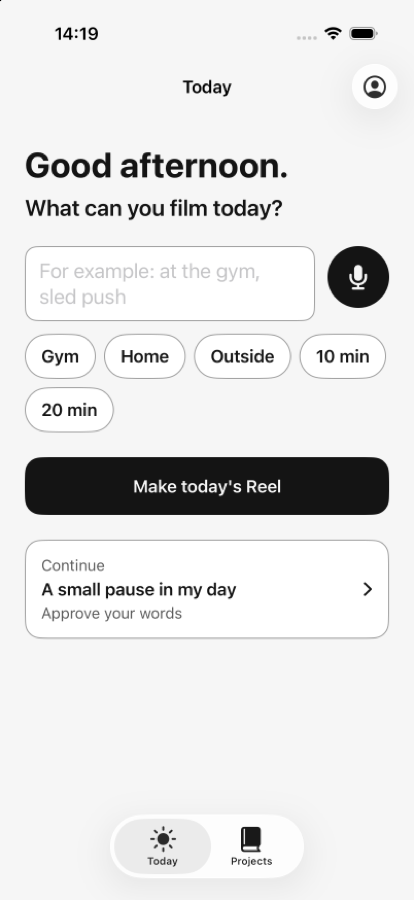 14:19
Today
Good afternoon.
What can you film today?
For example: at the gym,
sled push
Gym
Home
Outside
10 min
20 min
Make today's Reel
Continue
A small pause in my day
Approve your words
Today
Projects